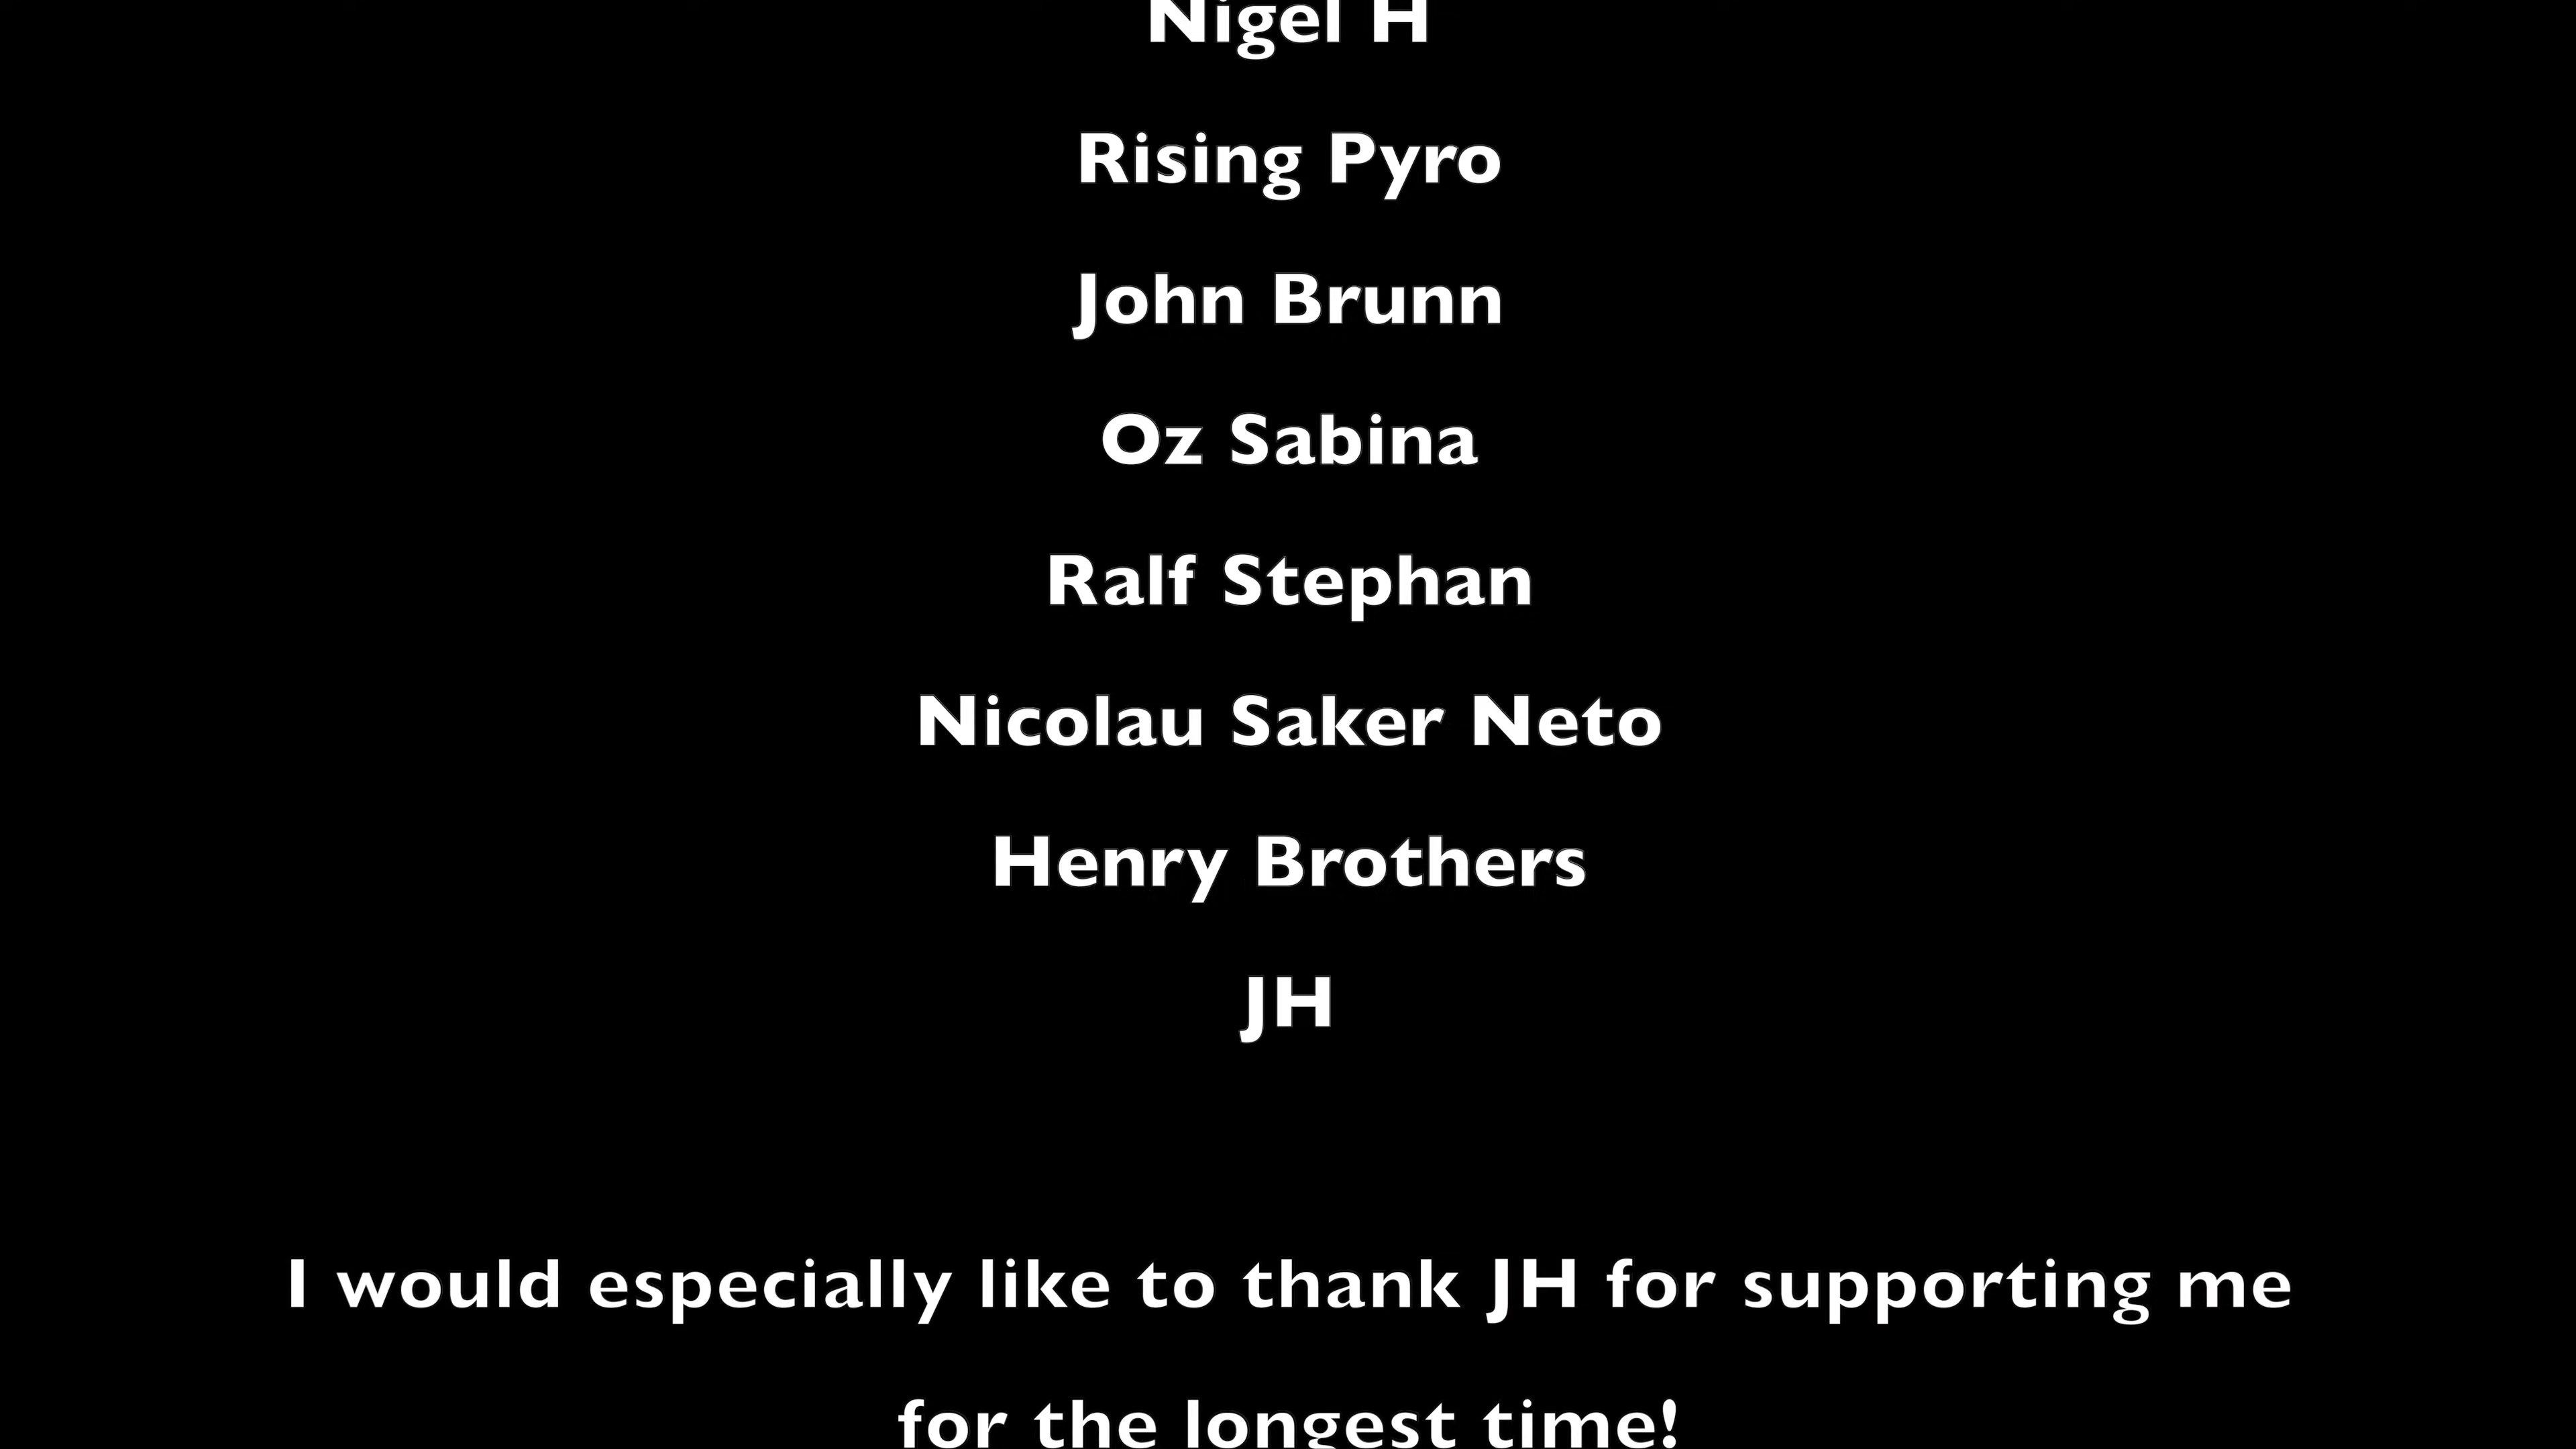 Nigel H
Rising Pyro
John Brunn
Oz Sabina
Ralf Stephan
Nicolau Saker Neto
Henry Brothers
JH
I would especially like to thank JH for supporting me
for the longest time!